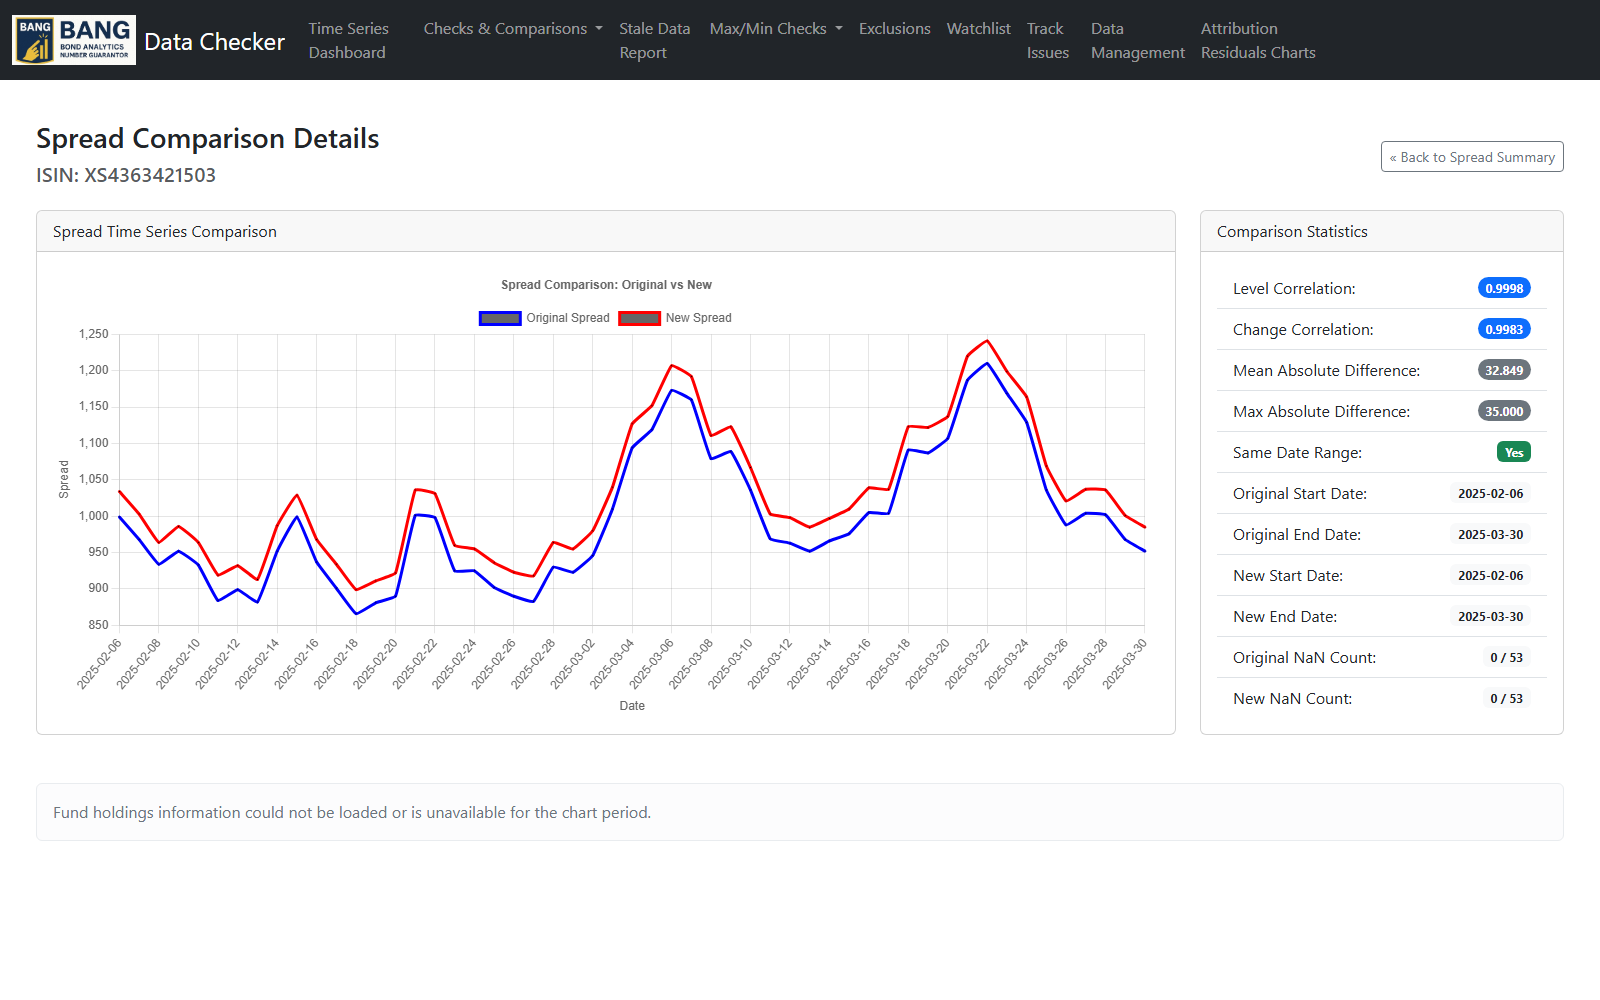 BANG
BANG
BOND ANALYTICS
NUMBER GUARANTOR
Data Checker
Time Series Dashboard
Checks & Comparisons
Stale Data Report
Max/Min Checks
Exclusions
Watchlist
Track Issues
Data Management
Attribution Residuals Charts
Spread Comparison Details
ISIN: XS4363421503
« Back to Spread Summary
Spread Time Series Comparison
Spread Comparison: Original vs New
Original Spread
New Spread
1,250
1,200
1,150
1,100
1,050
1,000
950
900
850
Spread
2025-02-06
2025-02-08
2025-02-10
2025-02-12
2025-02-14
2025-02-16
2025-02-18
2025-02-20
2025-02-22
2025-02-24
2025-02-26
2025-02-28
2025-03-02
2025-03-04
2025-03-06
2025-03-08
2025-03-10
2025-03-12
2025-03-14
2025-03-16
2025-03-18
2025-03-20
2025-03-22
2025-03-24
2025-03-26
2025-03-28
2025-03-30
Date
Comparison Statistics
Level Correlation: 0.9998
Change Correlation: 0.9983
Mean Absolute Difference: 32.849
Max Absolute Difference: 35.000
Same Date Range: Yes
Original Start Date: 2025-02-06
Original End Date: 2025-03-30
New Start Date: 2025-02-06
New End Date: 2025-03-30
Original NaN Count: 0 / 53
New NaN Count: 0 / 53
Fund holdings information could not be loaded or is unavailable for the chart period.